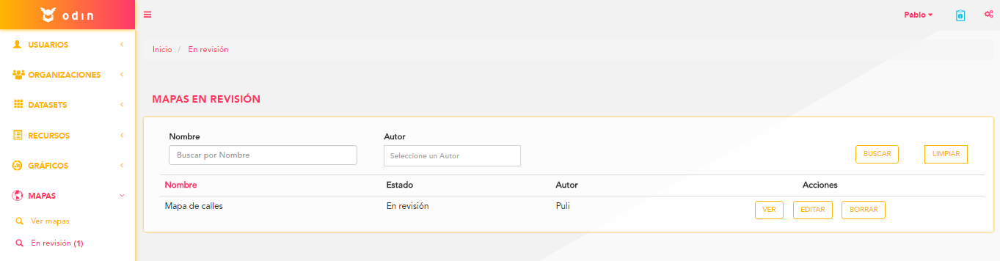 odin
Pablo
USUARIOS
ORGANIZACIONES
DATASETS
RECURSOS
GRÁFICOS
MAPAS
Ver mapas
En revisión (1)
Inicio / En revisión
MAPAS EN REVISIÓN
Nombre Autor
Buscar por Nombre Seleccione un Autor BUSCAR LIMPIAR
Nombre Estado Autor Acciones
Mapa de calles En revisión Puli VER EDITAR BORRAR